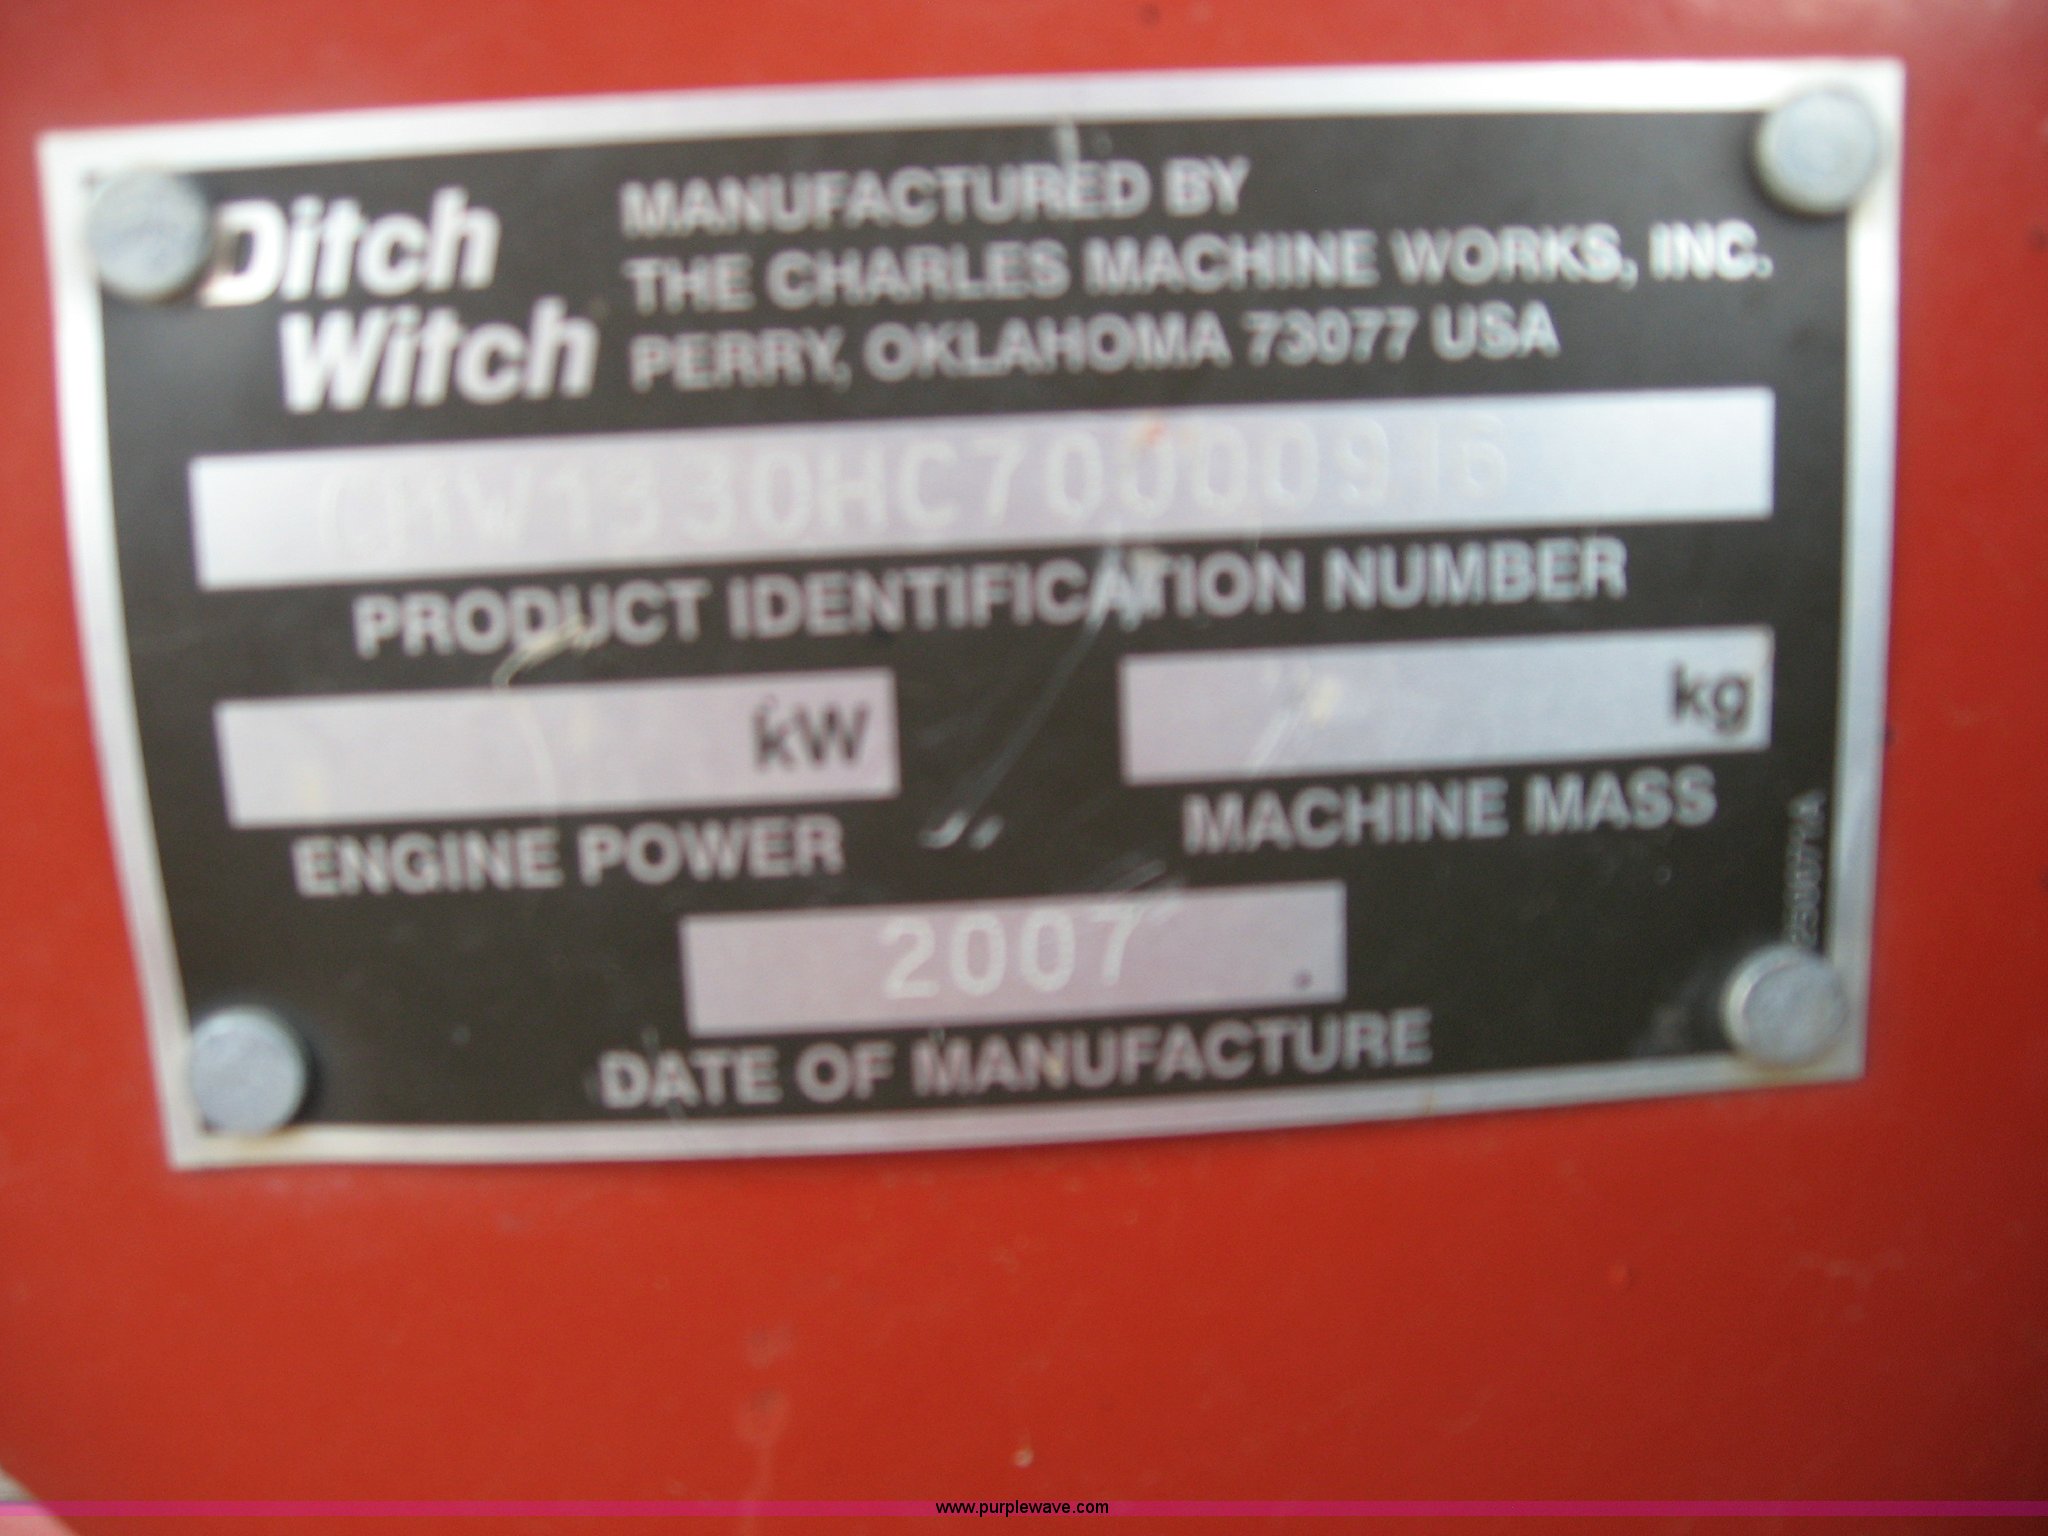 Ditch
Witch
MANUFACTURED BY
THE CHARLES MACHINE WORKS, INC.
PERRY, OKLAHOMA 73077 USA
CMW1330HC70000916
PRODUCT IDENTIFICATION NUMBER
kW
ENGINE POWER
kg
MACHINE MASS
2007
DATE OF MANUFACTURE
www.purplewave.com